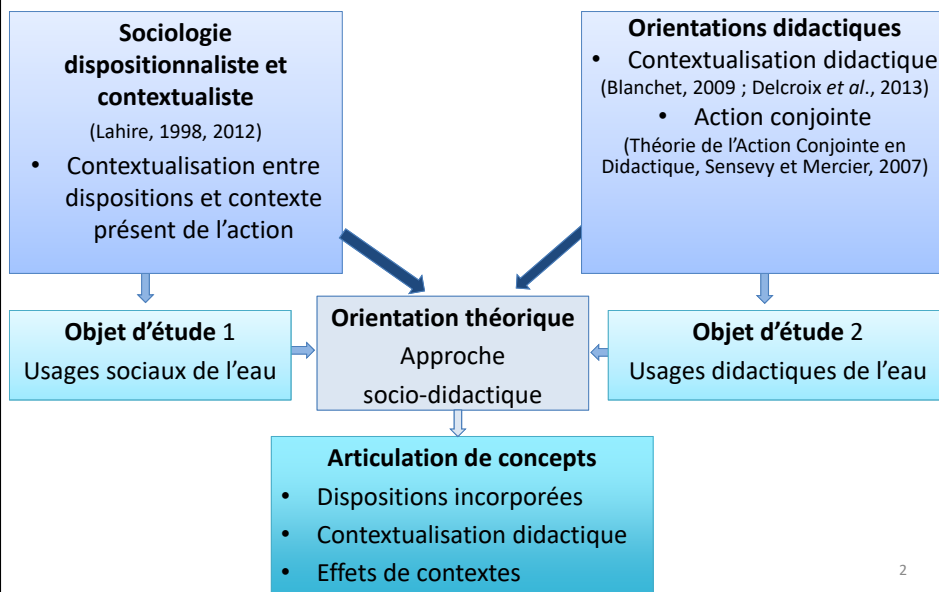 Sociologie
dispositionnaliste et
contextualiste
(Lahire, 1998, 2012)
• Contextualisation entre
dispositions et contexte
présent de l'action
Orientations didactiques
• Contextualisation didactique
(Blanchet, 2009 ; Delcroix et al., 2013)
• Action conjointe
(Théorie de l'Action Conjointe en
Didactique, Sensevy et Mercier, 2007)
Objet d'étude 1
Usages sociaux de l'eau
Orientation théorique
Approche
socio-didactique
Objet d'étude 2
Usages didactiques de l'eau
Articulation de concepts
• Dispositions incorporées
• Contextualisation didactique
• Effets de contextes
2